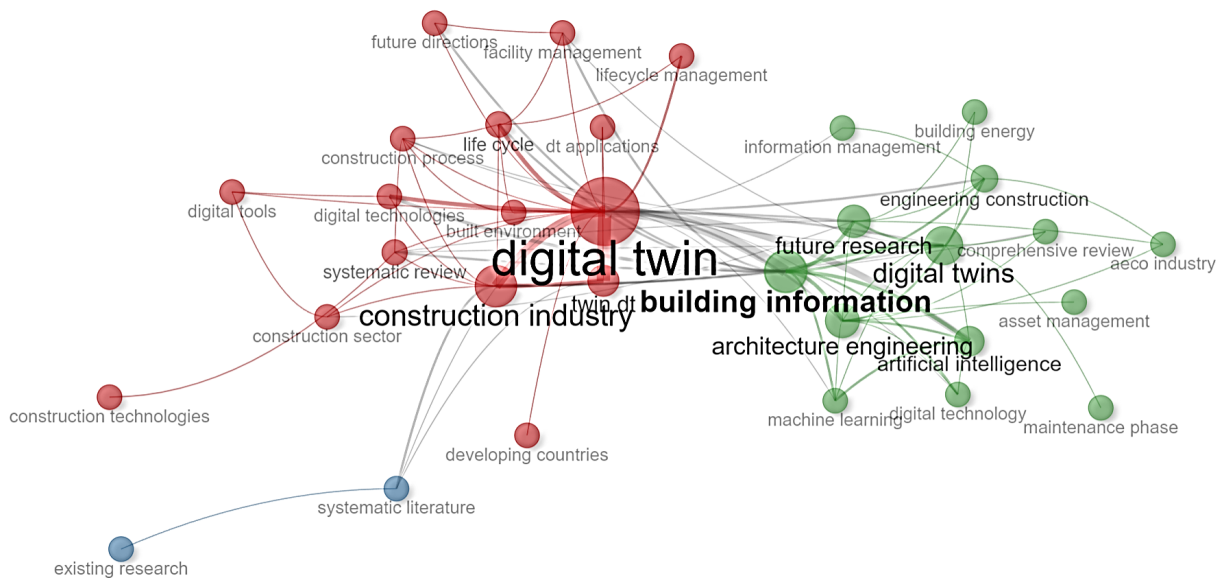 future directions
facility management
lifecycle management
life cycle
dt applications
building energy
information management
construction process
engineering construction
digital tools
digital technologies
built environment
future research
comprehensive review
aeco industry
systematic review
digital twin
digital twins
construction industry
twin dt
building information
asset management
construction sector
architecture engineering
artificial intelligence
construction technologies
machine learning
digital technology
maintenance phase
developing countries
systematic literature
existing research